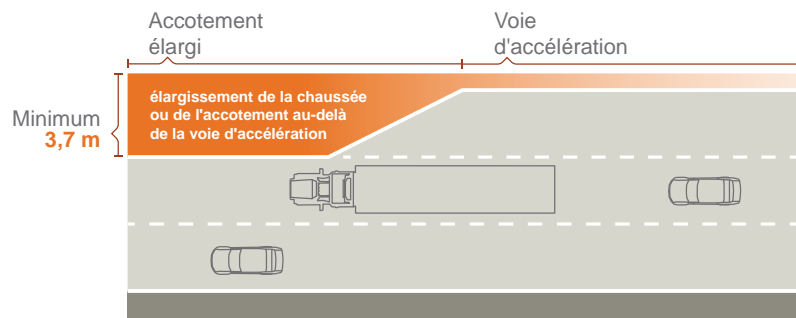 Accotement
élargi
Voie
d'accélération
Minimum
3,7 m
élargissement de la chaussée
ou de l'accotement au-delà
de la voie d'accélération